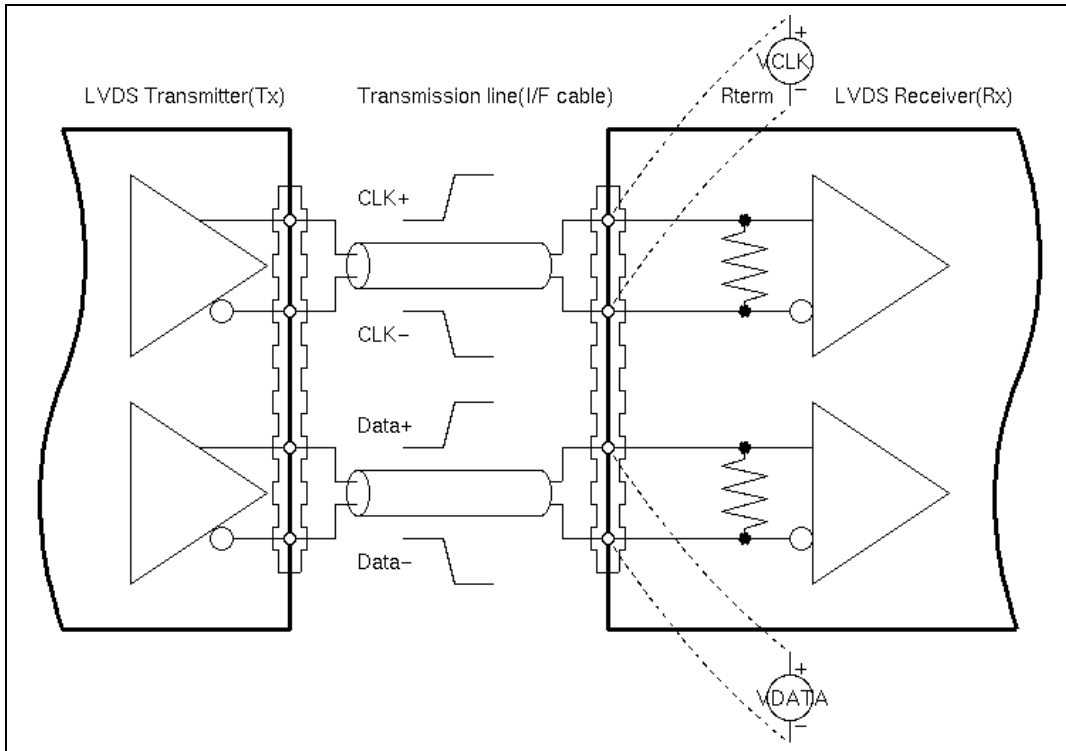 +
VCLK
−
LVDS Transmitter(Tx) Transmission line(I/F cable) Rterm LVDS Receiver(Rx)
CLK+
CLK−
Data+
Data−
+
VDATA
−